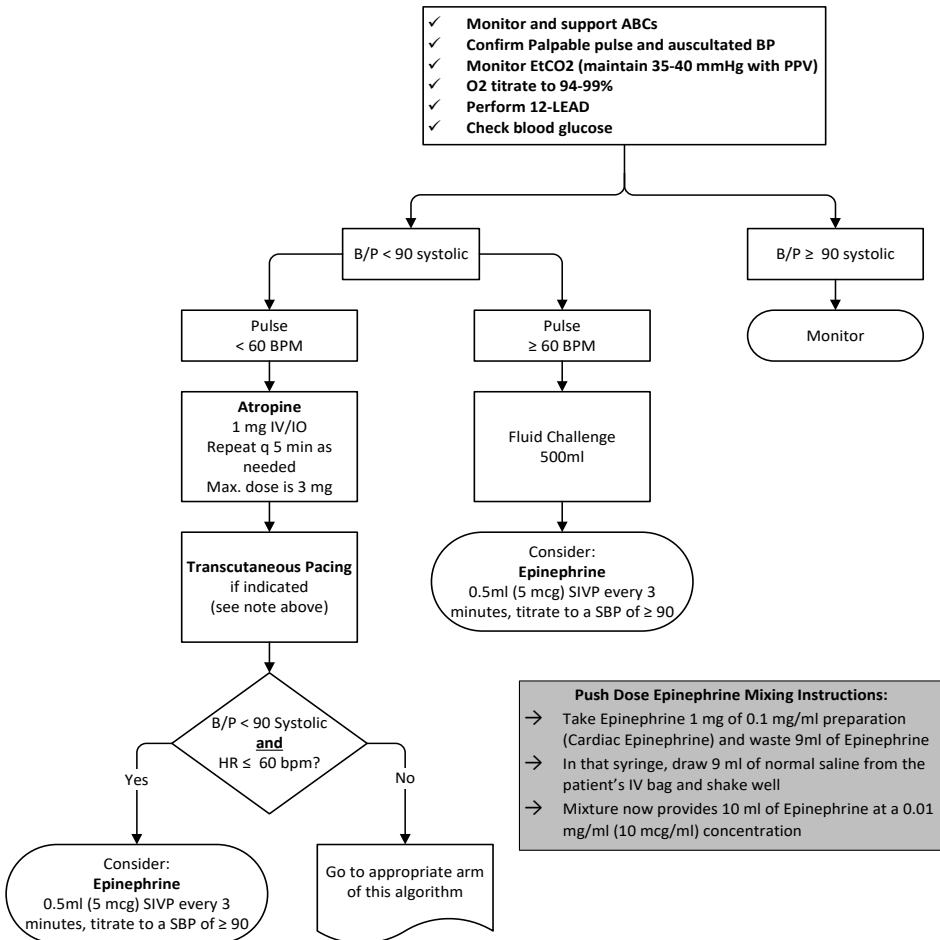 ✓ Monitor and support ABCs
✓ Confirm Palpable pulse and auscultated BP
✓ Monitor EtCO2 (maintain 35-40 mmHg with PPV)
✓ O2 titrate to 94-99%
✓ Perform 12-LEAD
✓ Check blood glucose
B/P < 90 systolic
B/P ≥ 90 systolic
Pulse
< 60 BPM
Pulse
≥ 60 BPM
Monitor
Atropine
1 mg IV/IO
Repeat q 5 min as
needed
Max. dose is 3 mg
Fluid Challenge
500ml
Transcutaneous Pacing
if indicated
(see note above)
Consider:
Epinephrine
0.5ml (5 mcg) SIVP every 3
minutes, titrate to a SBP of ≥ 90
B/P < 90 Systolic
and
HR ≤ 60 bpm?
Yes
No
Consider:
Epinephrine
0.5ml (5 mcg) SIVP every 3
minutes, titrate to a SBP of ≥ 90
Go to appropriate arm
of this algorithm
Push Dose Epinephrine Mixing Instructions:
→ Take Epinephrine 1 mg of 0.1 mg/ml preparation
(Cardiac Epinephrine) and waste 9ml of Epinephrine
→ In that syringe, draw 9 ml of normal saline from the
patient's IV bag and shake well
→ Mixture now provides 10 ml of Epinephrine at a 0.01
mg/ml (10 mcg/ml) concentration